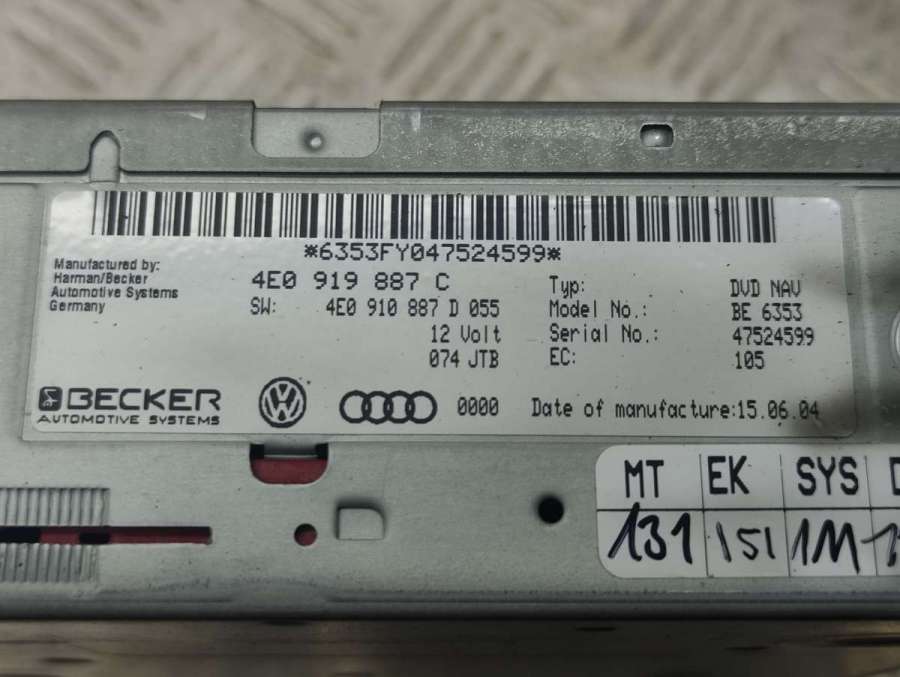 *6353FY047524599*
Manufactured by:
Harman/Becker
Automotive Systems
Germany
4E0 919 887 C
SW: 4E0 910 887 D 055
12 Volt
074 JTB
Typ: DVD NAV
Model No.: BE 6353
Serial No.: 47524599
EC: 105
BECKER
AUTOMOTIVE SYSTEMS
0000
Date of manufacture:15.06.04
MT EK SYS
131 151 1M